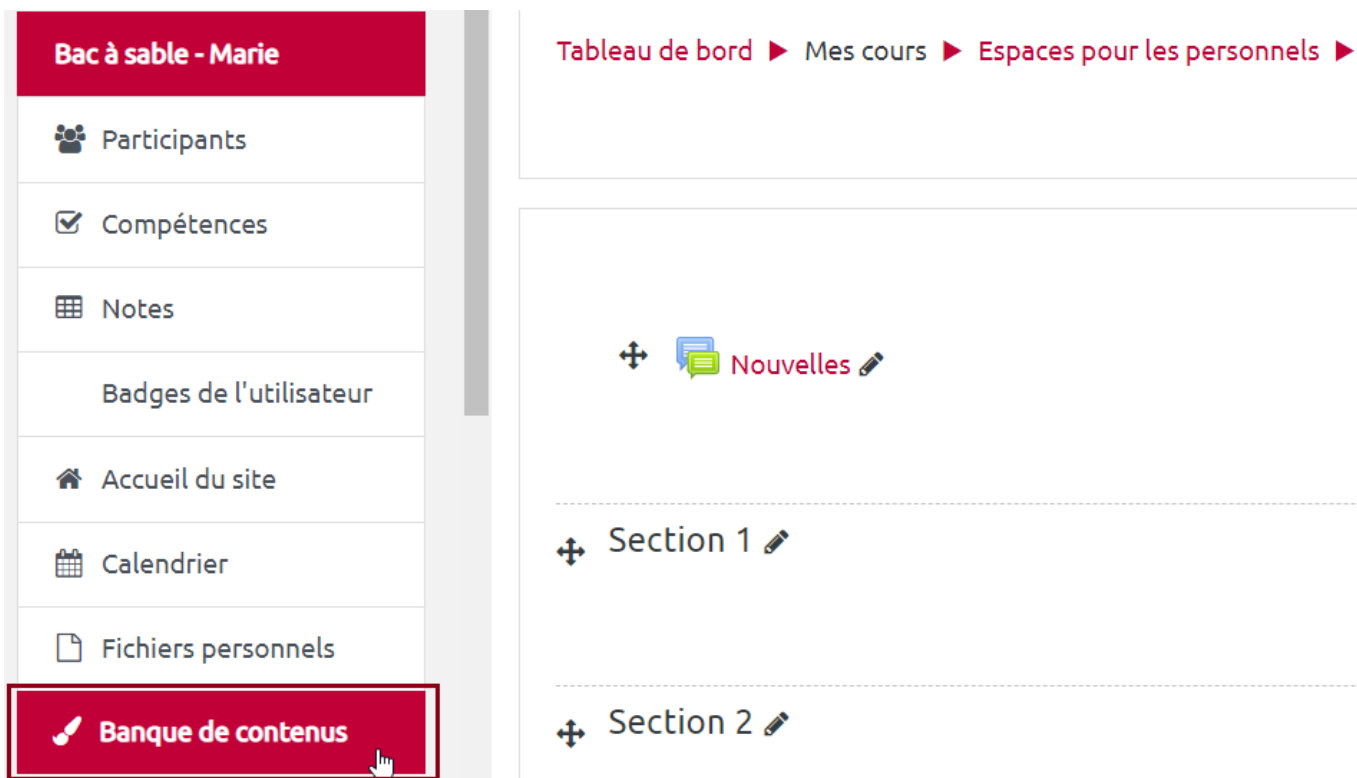 Bac à sable - Marie
Participants
Compétences
Notes
Badges de l'utilisateur
Accueil du site
Calendrier
Fichiers personnels
Banque de contenus
Tableau de bord ► Mes cours ► Espaces pour les personnels ►
Nouvelles
Section 1
Section 2